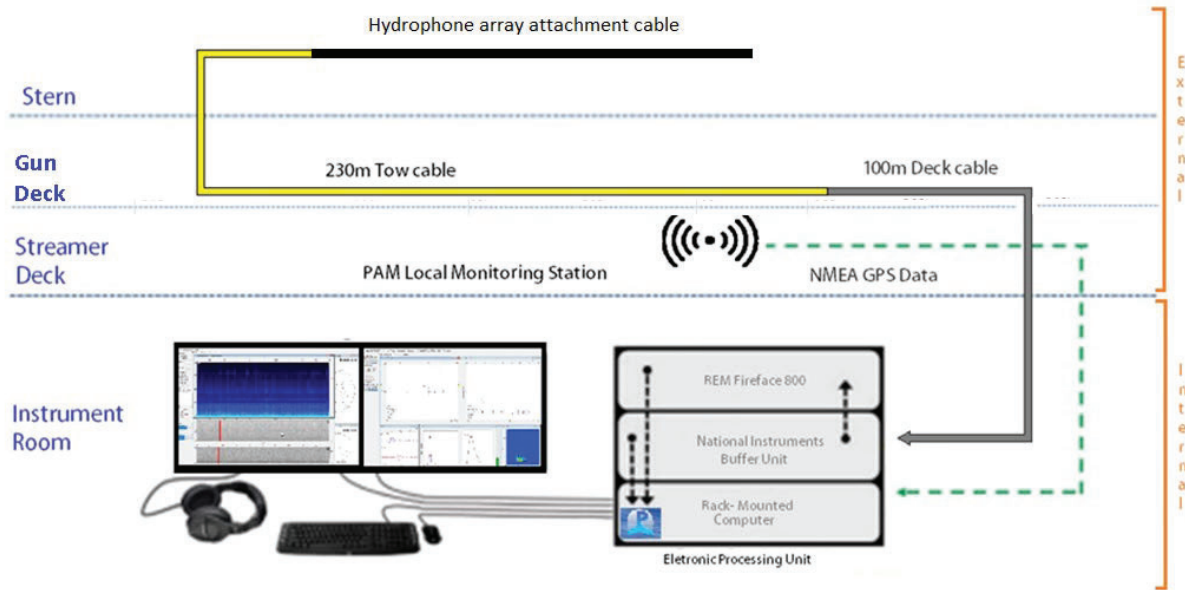 Hydrophone array attachment cable
Stern
Gun
Deck
230m Tow cable
100m Deck cable
External
Streamer
Deck
PAM Local Monitoring Station
NMEA GPS Data
Instrument
Room
REM Fireface 800
National Instruments
Buffer Unit
Rack- Mounted
Computer
P
Eletronic Processing Unit
Internal